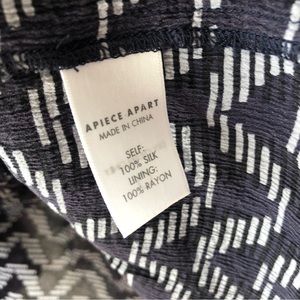 APIECE APART
MADE IN CHINA
SELF:
100% SILK
LINING:
100% RAYON